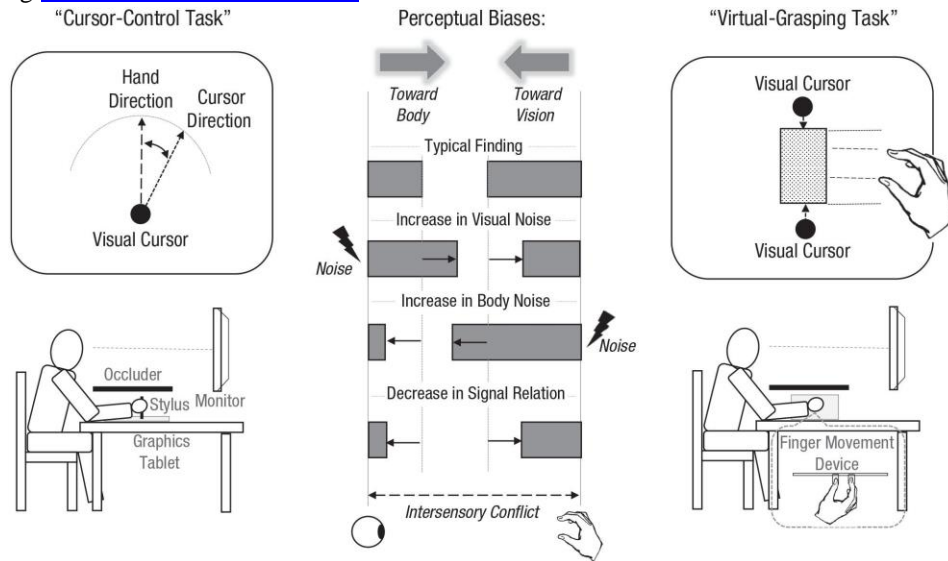 g
"Cursor-Control Task"
Hand
Direction
Cursor
Direction
Visual Cursor
Occluder
Stylus
Monitor
Graphics
Tablet
Perceptual Biases:
Toward
Body
Toward
Vision
Typical Finding
Increase in Visual Noise
Noise
Increase in Body Noise
Noise
Decrease in Signal Relation
Intersensory Conflict
"Virtual-Grasping Task"
Visual Cursor
Visual Cursor
Finger Movement
Device